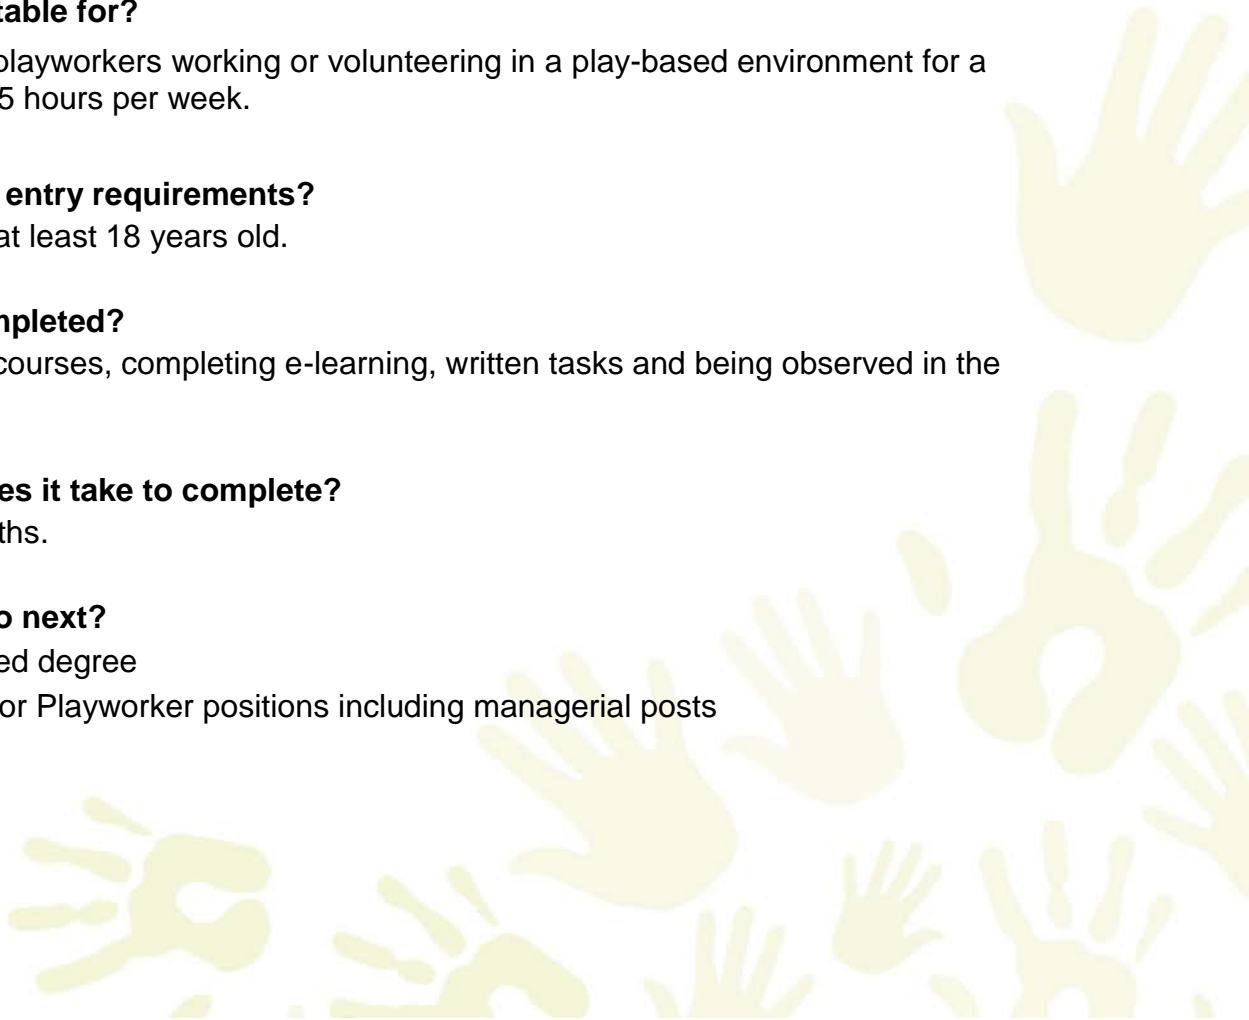 table for?
playworkers working or volunteering in a play-based environment for a
5 hours per week.
entry requirements?
at least 18 years old.
mpleted?
courses, completing e-learning, written tasks and being observed in the
es it take to complete?
ths.
o next?
ed degree
or Playworker positions including managerial posts